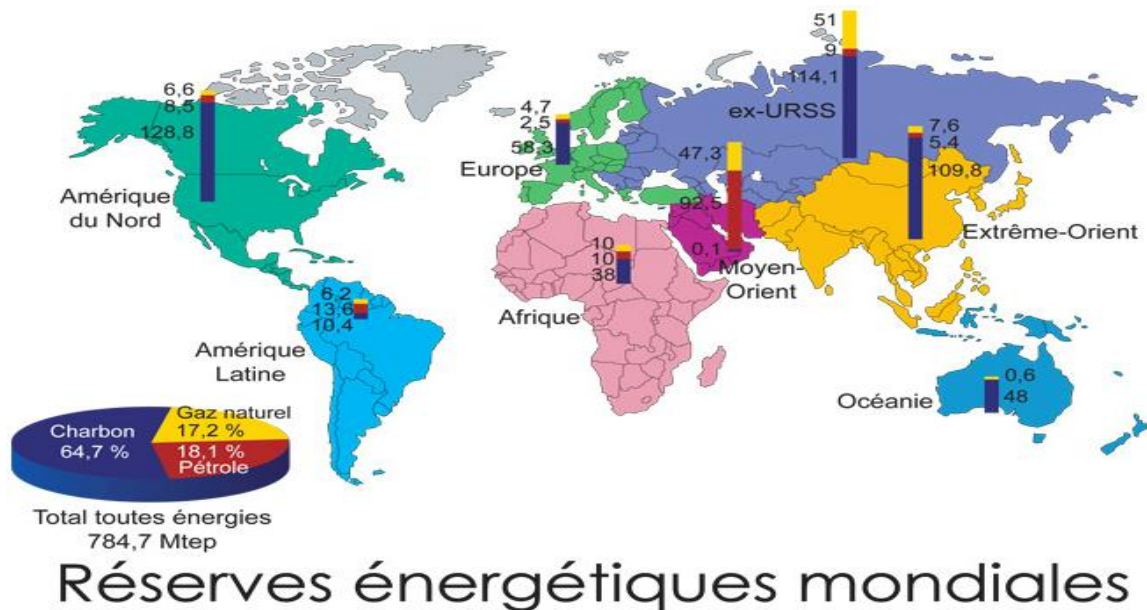 6,6
8,5
128,8
Amérique
du Nord
6,2
13,6
10,4
Amérique
Latine
4,7
2,5
58,3
Europe
10
10
38
Afrique
47,3
92,5
0,1
Moyen-
Orient
51
9
114,1
ex-URSS
7,6
5.4
109,8
Extrême-Orient
0,6
48
Océanie
Gaz naturel
17,2 %
Charbon
64,7 %
18,1 %
Pétrole
Total toutes énergies
784,7 Mtep
Réserves énergétiques mondiales